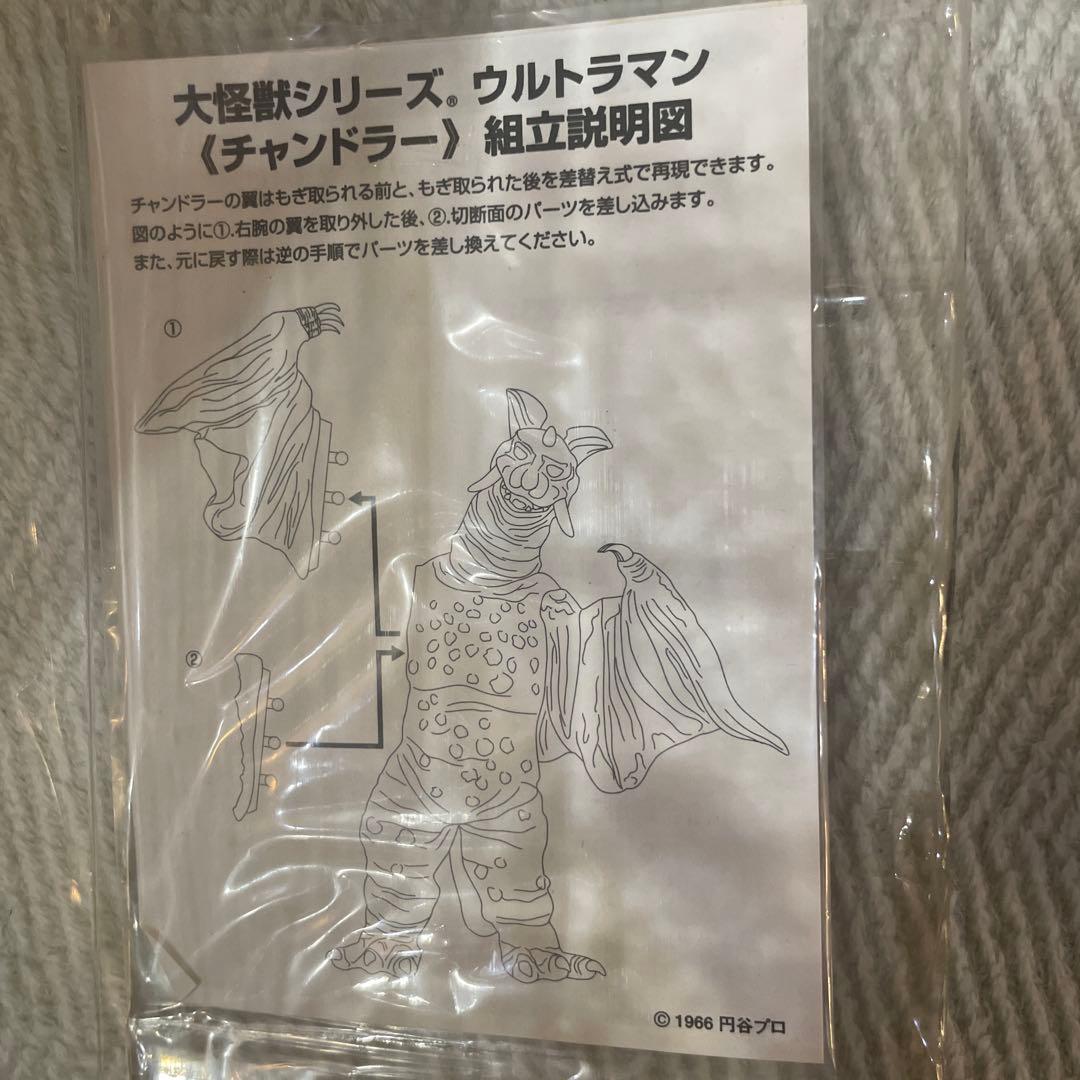 大怪獣シリーズ® ウルトラマン
《チャンドラー》 組立説明図
チャンドラーの翼はもぎ取られる前と、もぎ取られた後を差替え式で再現できます。
図のように①.右腕の翼を取り外した後、②.切断面のパーツを差し込みます。
また、元に戻す際は逆の手順でパーツを差し換えてください。
①
②
© 1966 円谷プロ